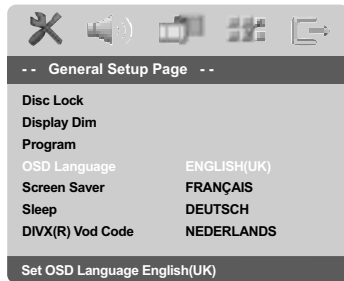 - - General Setup Page - -
Disc Lock
Display Dim
Program
OSD Language ENGLISH(UK)
Screen Saver FRANÇAIS
Sleep DEUTSCH
DIVX(R) Vod Code NEDERLANDS
Set OSD Language English(UK)